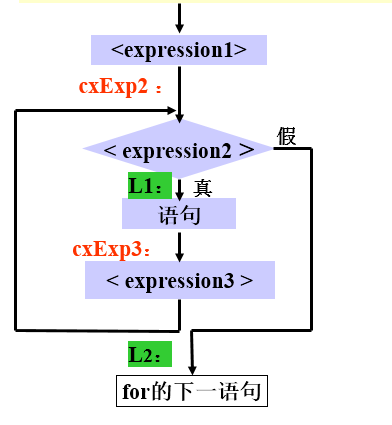 <expression1>
cxExp2：
< expression2 >
假
L1：
真
语句
cxExp3：
< expression3 >
L2：
for的下一语句